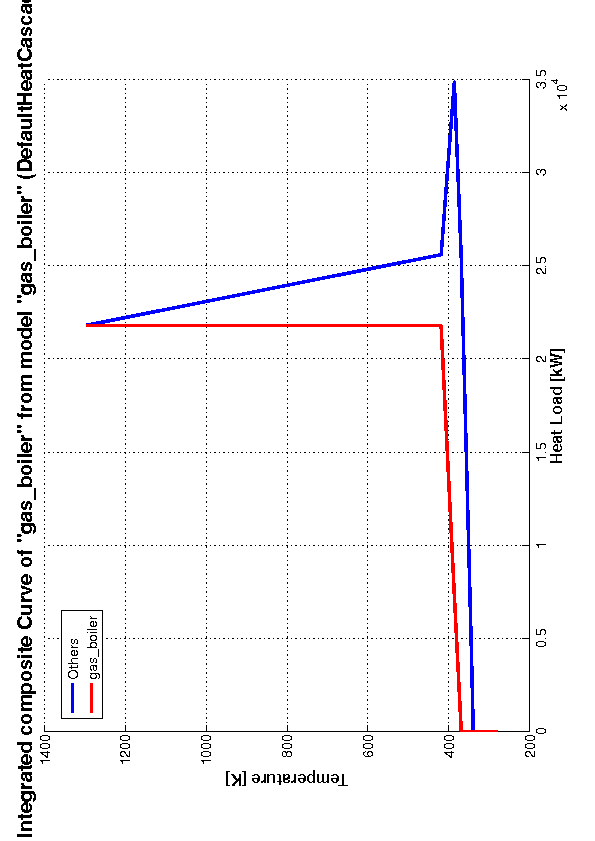 Integrated composite Curve of "gas_boiler" from model "gas_boiler" (DefaultHeatCasca
Others
gas_boiler
Temperature [K]
1400
1200
1000
800
600
400
200
0
0.5
1
1.5
2
2.5
3
3.5
x 10^4
Heat Load [kW]